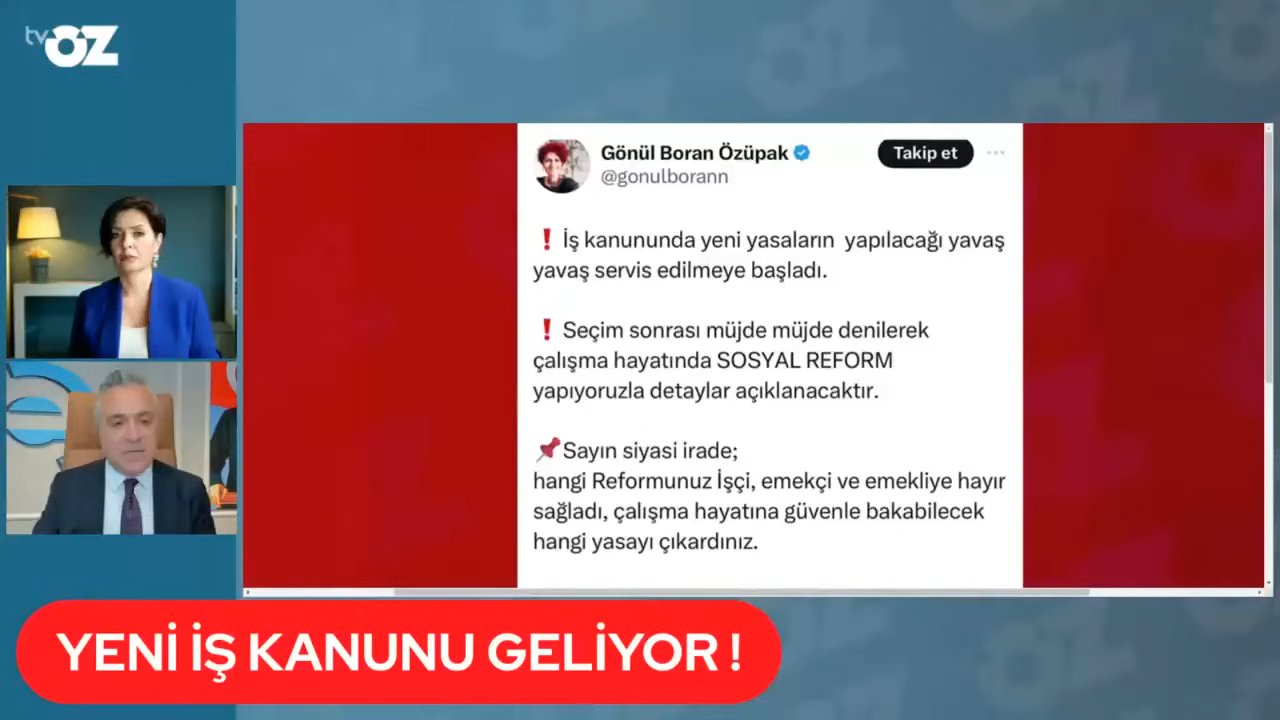 tv ÖZ
Gönül Boran Özüpak
Takip et
@gonulborann
❗ İş kanununda yeni yasaların yapılacağı yavaş
yavaş servis edilmeye başladı.
❗ Seçim sonrası müjde müjde denilerek
çalışma hayatında SOSYAL REFORM
yapıyoruzla detaylar açıklanacaktır.
📌Sayın siyasi irade;
hangi Reformunuz İşçi, emekçi ve emekliye hayır
sağladı, çalışma hayatına güvenle bakabilecek
hangi yasayı çıkardınız.
YENİ İŞ KANUNU GELİYOR !